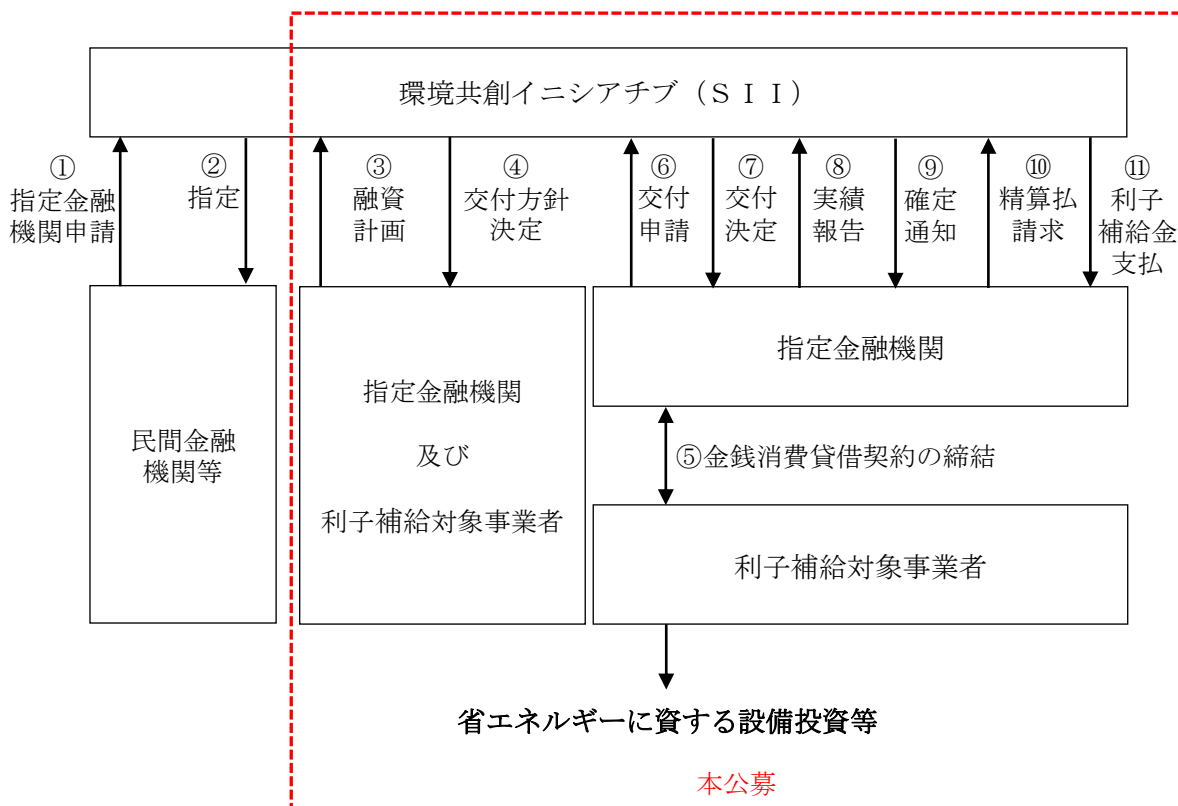 環境共創イニシアチブ（ＳＩＩ）
①
指定金融
機関申請
②
指定
③
融資
計画
④
交付方針
決定
⑥
交付
申請
⑦
交付
決定
⑧
実績
報告
⑨
確定
通知
⑩
精算払
請求
⑪
利子
補給金
支払
民間金融
機関等
指定金融機関
及び
利子補給対象事業者
指定金融機関
⑤金銭消費貸借契約の締結
利子補給対象事業者
省エネルギーに資する設備投資等
本公募